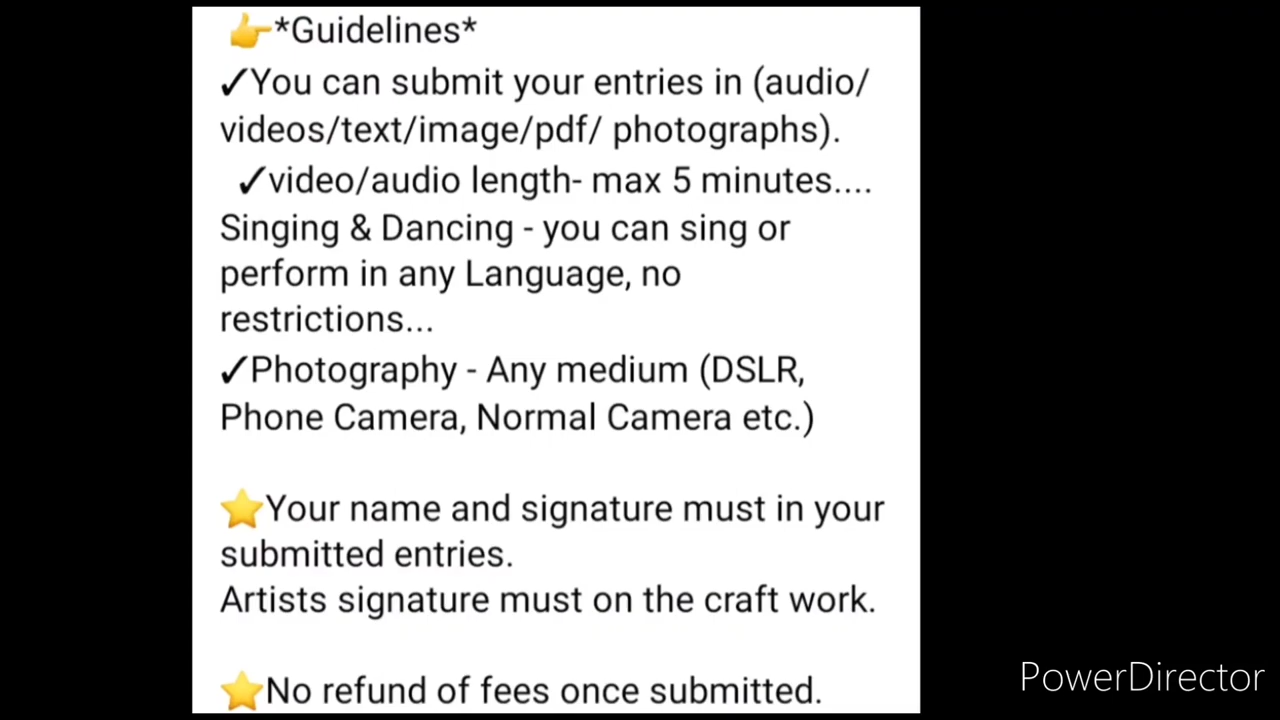 👉*Guidelines*
✓You can submit your entries in (audio/
videos/text/image/pdf/ photographs).
✓video/audio length- max 5 minutes....
Singing & Dancing - you can sing or
perform in any Language, no
restrictions...
✓Photography - Any medium (DSLR,
Phone Camera, Normal Camera etc.)
⭐Your name and signature must in your
submitted entries.
Artists signature must on the craft work.
⭐No refund of fees once submitted.
PowerDirector